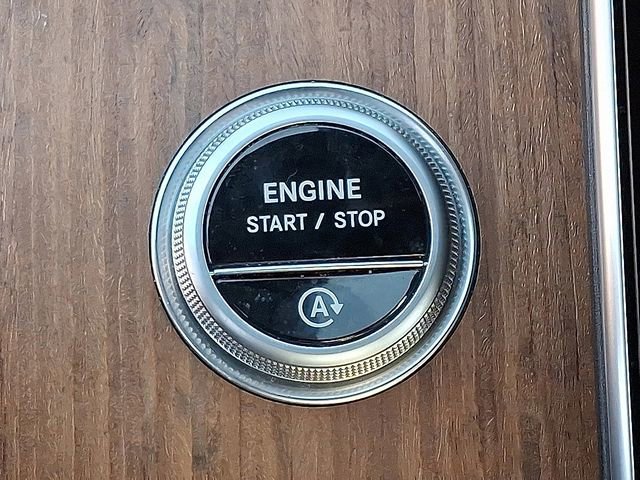 ENGINE
START / STOP
A